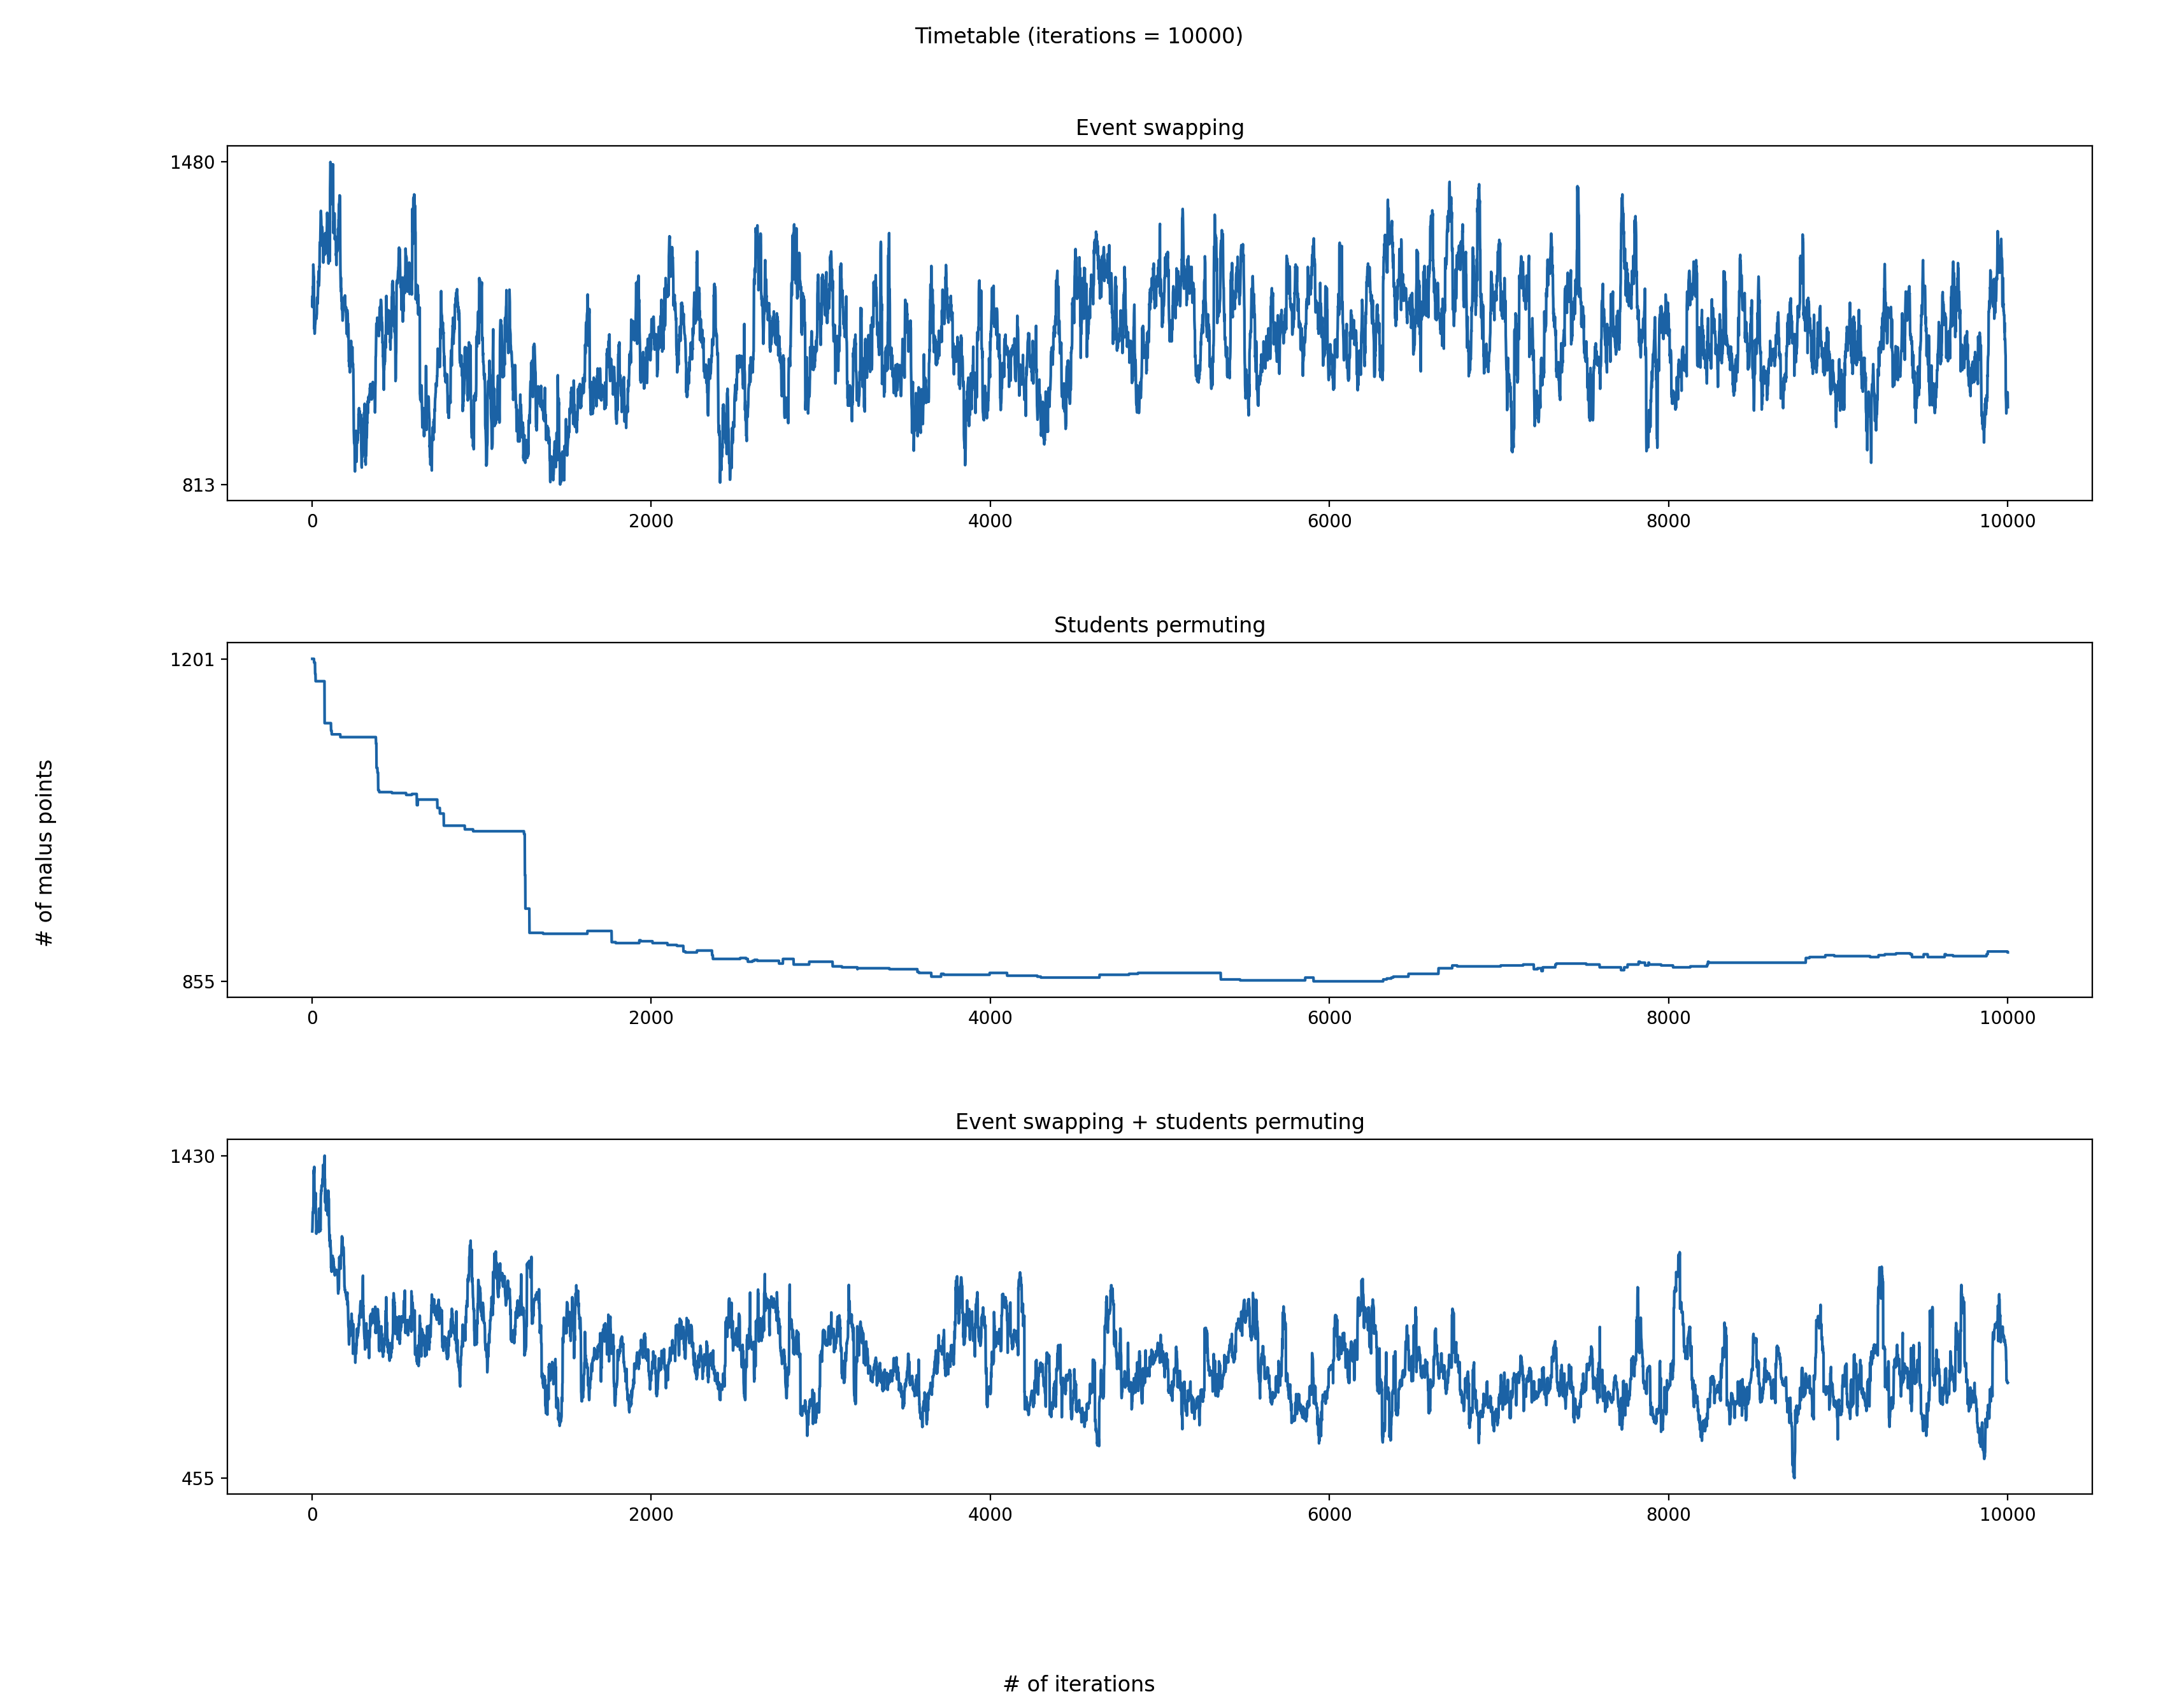 Timetable (iterations = 10000)
Event swapping
1480
813
0 2000 4000 6000 8000 10000
Students permuting
1201
855
0 2000 4000 6000 8000 10000
# of malus points
Event swapping + students permuting
1430
455
0 2000 4000 6000 8000 10000
# of iterations